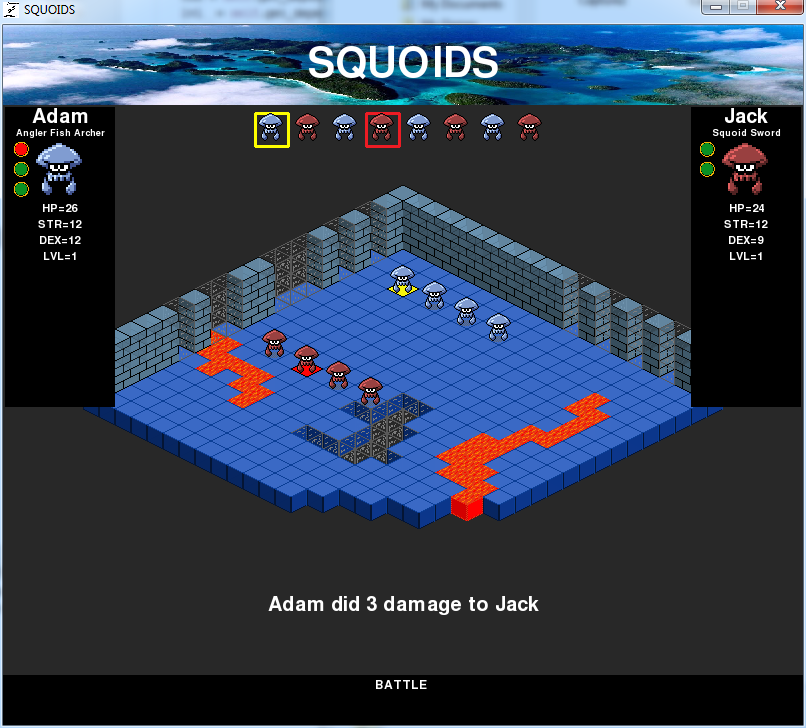 SQUOIDS
SQUOIDS
Adam
Angler Fish Archer
HP=26
STR=12
DEX=12
LVL=1
Jack
Squoid Sword
HP=24
STR=12
DEX=9
LVL=1
Adam did 3 damage to Jack
BATTLE